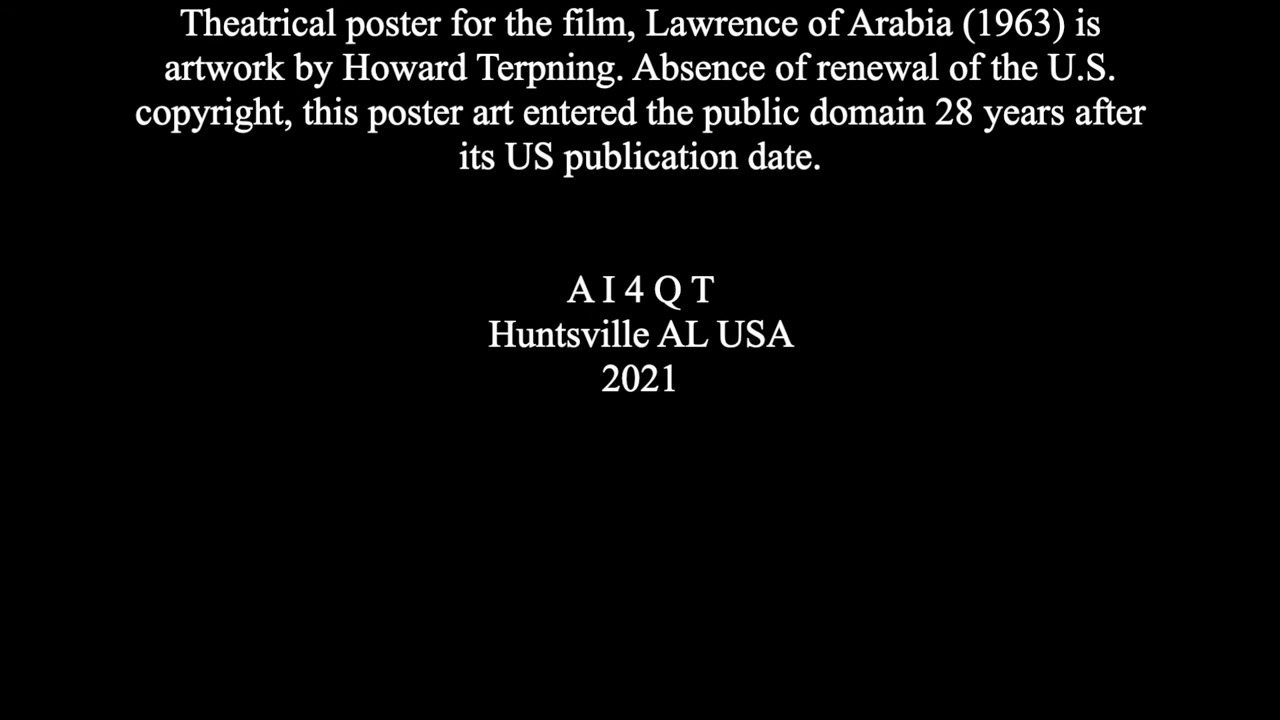 Theatrical poster for the film, Lawrence of Arabia (1963) is
artwork by Howard Terpning. Absence of renewal of the U.S.
copyright, this poster art entered the public domain 28 years after
its US publication date.
A I 4 Q T
Huntsville AL USA
2021